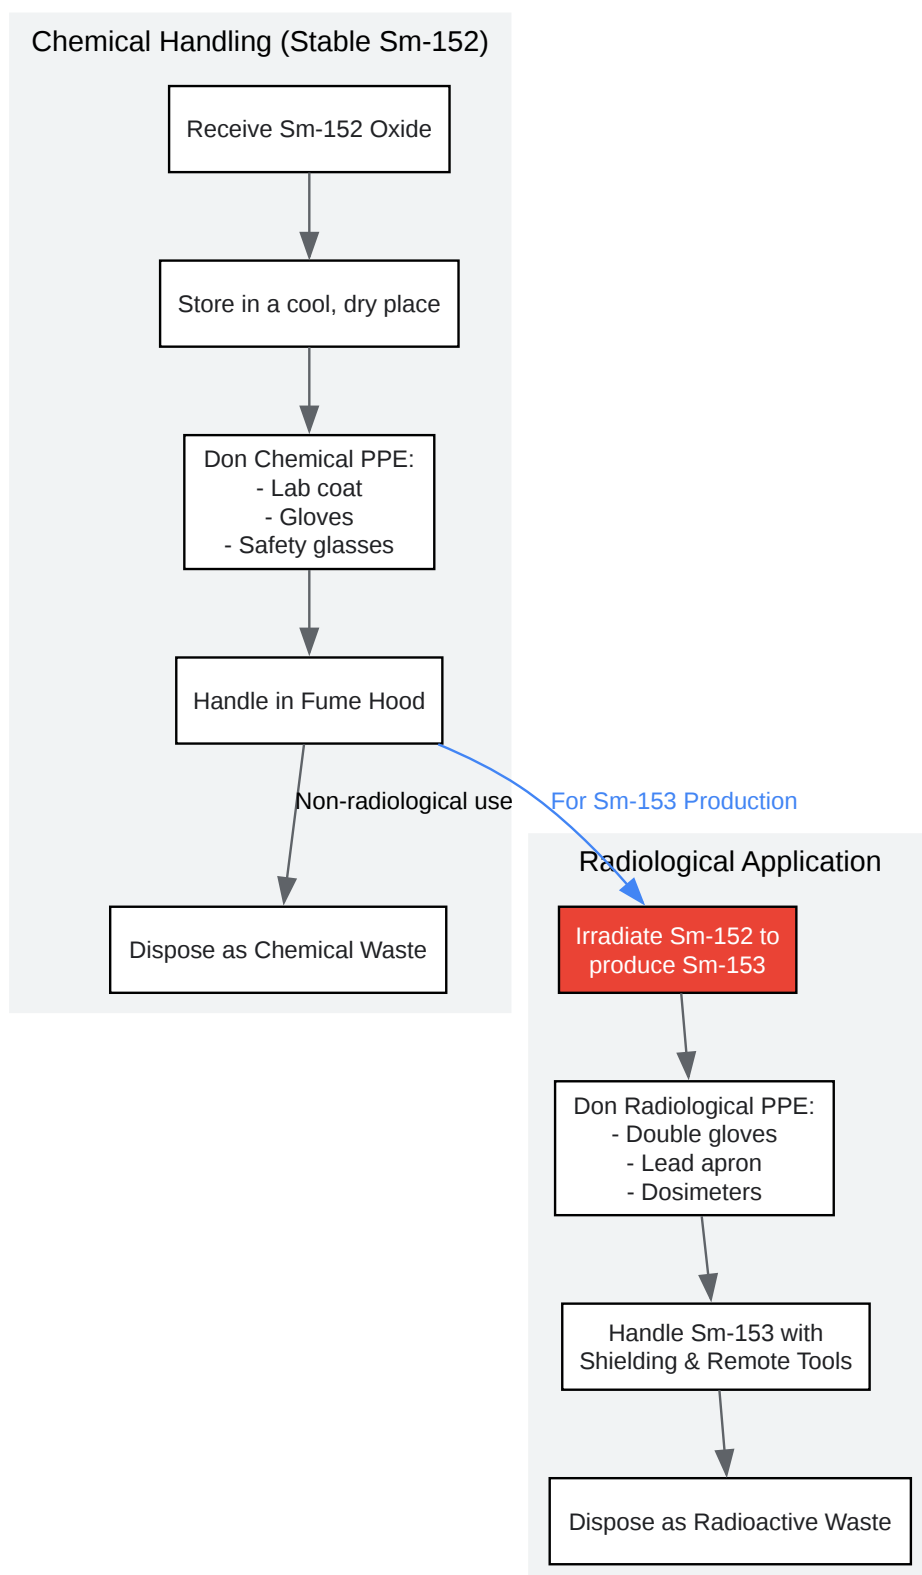 Chemical Handling (Stable Sm-152)
Receive Sm-152 Oxide
Store in a cool, dry place
Don Chemical PPE:
- Lab coat
- Gloves
- Safety glasses
Handle in Fume Hood
Non-radiological use
For Sm-153 Production
Dispose as Chemical Waste
Radiological Application
Irradiate Sm-152 to
produce Sm-153
Don Radiological PPE:
- Double gloves
- Lead apron
- Dosimeters
Handle Sm-153 with
Shielding & Remote Tools
Dispose as Radioactive Waste